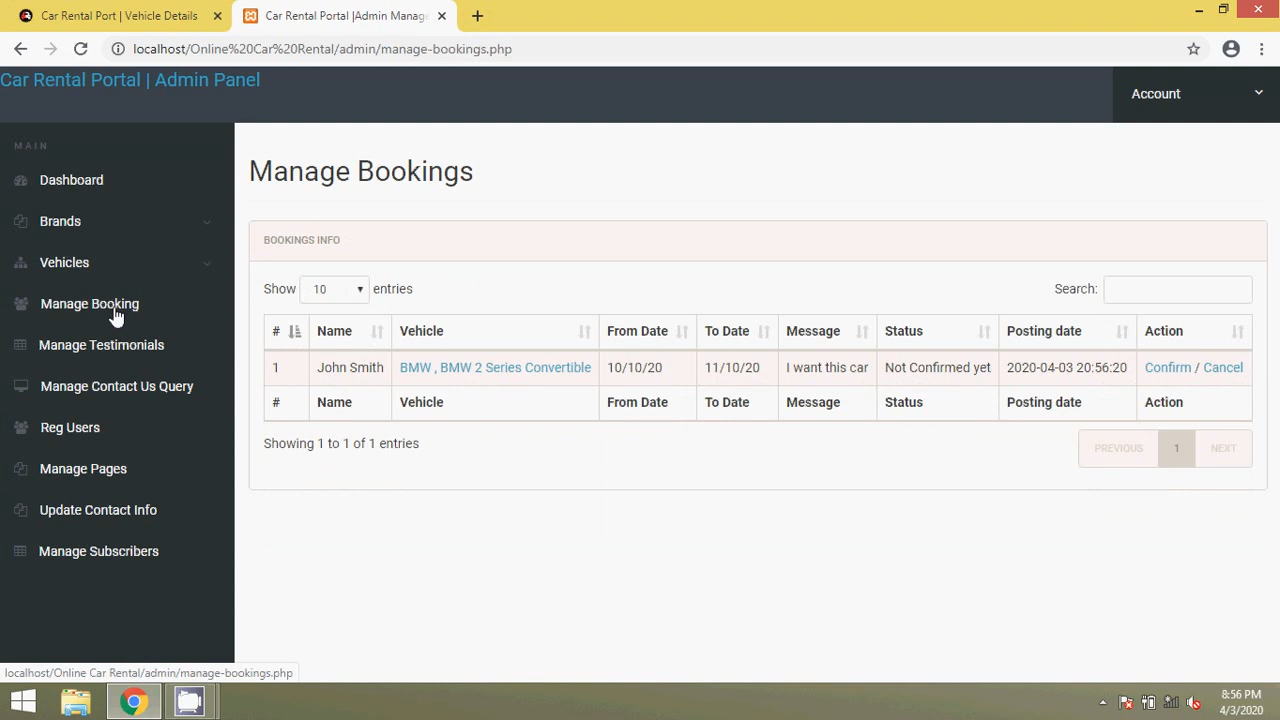 Car Rental Port | Vehicle Details
Car Rental Portal |Admin Manage
localhost/Online%20Car%20Rental/admin/manage-bookings.php
Car Rental Portal | Admin Panel
Account
MAIN
Dashboard
Brands
Vehicles
Manage Booking
Manage Testimonials
Manage Contact Us Query
Reg Users
Manage Pages
Update Contact Info
Manage Subscribers
Manage Bookings
BOOKINGS INFO
Show 10 entries Search:
# Name Vehicle From Date To Date Message Status Posting date Action
1 John Smith BMW , BMW 2 Series Convertible 10/10/20 11/10/20 I want this car Not Confirmed yet 2020-04-03 20:56:20 Confirm / Cancel
# Name Vehicle From Date To Date Message Status Posting date Action
Showing 1 to 1 of 1 entries
PREVIOUS 1 NEXT
localhost/Online Car Rental/admin/manage-bookings.php
8:56 PM
4/3/2020